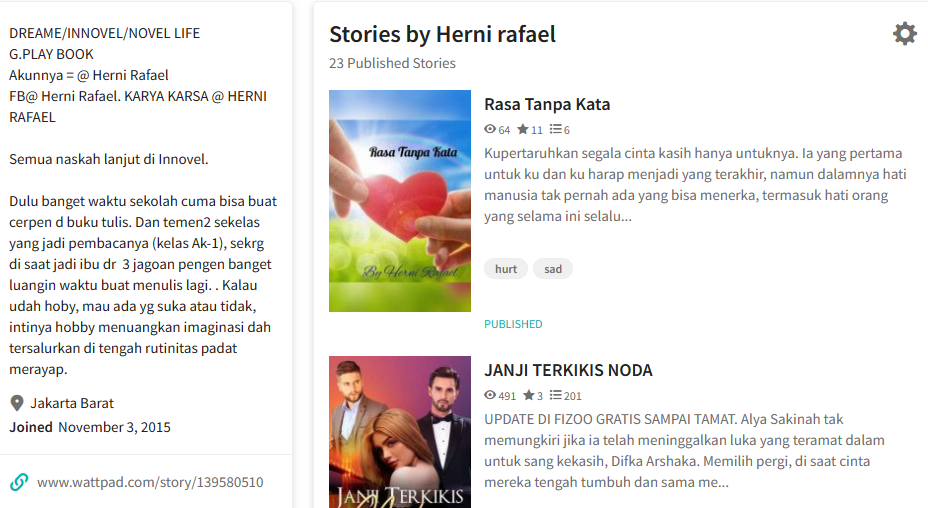 DREAME/INNOVEL/NOVEL LIFE
G.PLAY BOOK
Akunnya = @ Herni Rafael
FB@ Herni Rafael. KARYA KARSA @ HERNI
RAFAEL
Semua naskah lanjut di Innovel.
Dulu banget waktu sekolah cuma bisa buat
cerpen d buku tulis. Dan temen2 sekelas
yang jadi pembacanya (kelas Ak-1), sekrg
di saat jadi ibu dr  3 jagoan pengen banget
luangin waktu buat menulis lagi. . Kalau
udah hoby, mau ada yg suka atau tidak,
intinya hobby menuangkan imaginasi dah
tersalurkan di tengah rutinitas padat
merayap.
Jakarta Barat
Joined November 3, 2015
www.wattpad.com/story/139580510
Stories by Herni rafael
23 Published Stories
Rasa Tanpa Kata
By Herni Rafael
Rasa Tanpa Kata
64 11 6
Kupertaruhkan segala cinta kasih hanya untuknya. Ia yang pertama
untuk ku dan ku harap menjadi yang terakhir, namun dalamnya hati
manusia tak pernah ada yang bisa menerka, termasuk hati orang
yang selama ini selalu...
hurt sad
PUBLISHED
JANJI TERKIKIS
JANJI TERKIKIS NODA
491 3 201
UPDATE DI FIZOO GRATIS SAMPAI TAMAT. Alya Sakinah tak
memungkiri jika ia telah meninggalkan luka yang teramat dalam
untuk sang kekasih, Difka Arshaka. Memilih pergi, di saat cinta
mereka tengah tumbuh dan sama me...